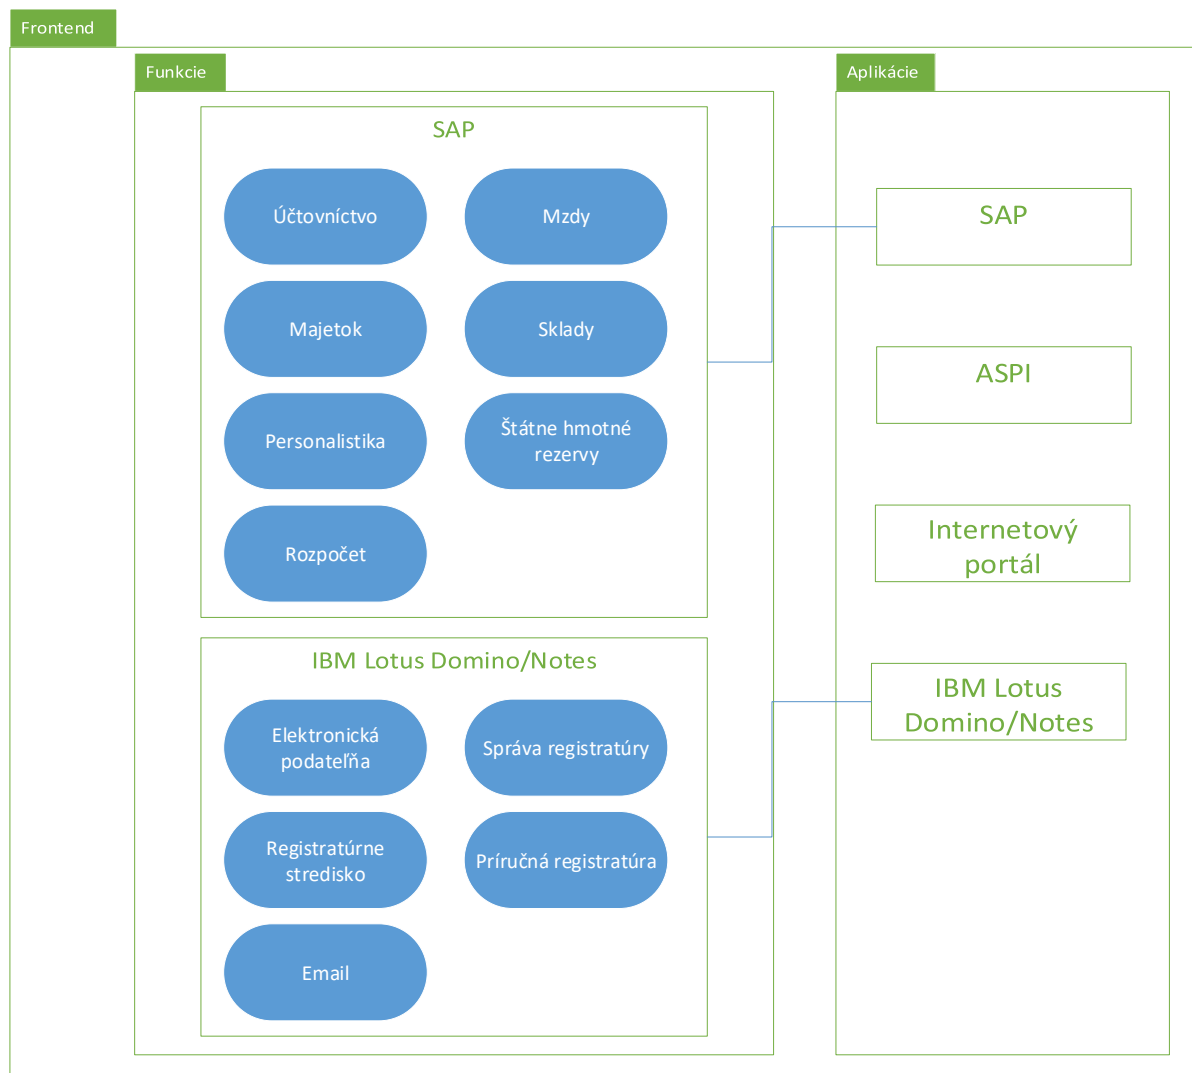 Frontend
Funkcie
Aplikácie
SAP
Účtovníctvo
Mzdy
Majetok
Sklady
Personalistika
Štátne hmotné
rezervy
Rozpočet
IBM Lotus Domino/Notes
Elektronická
podateľňa
Správa registratúry
Registratúrne
stredisko
Príručná registratúra
Email
SAP
ASPI
Internetový
portál
IBM Lotus
Domino/Notes